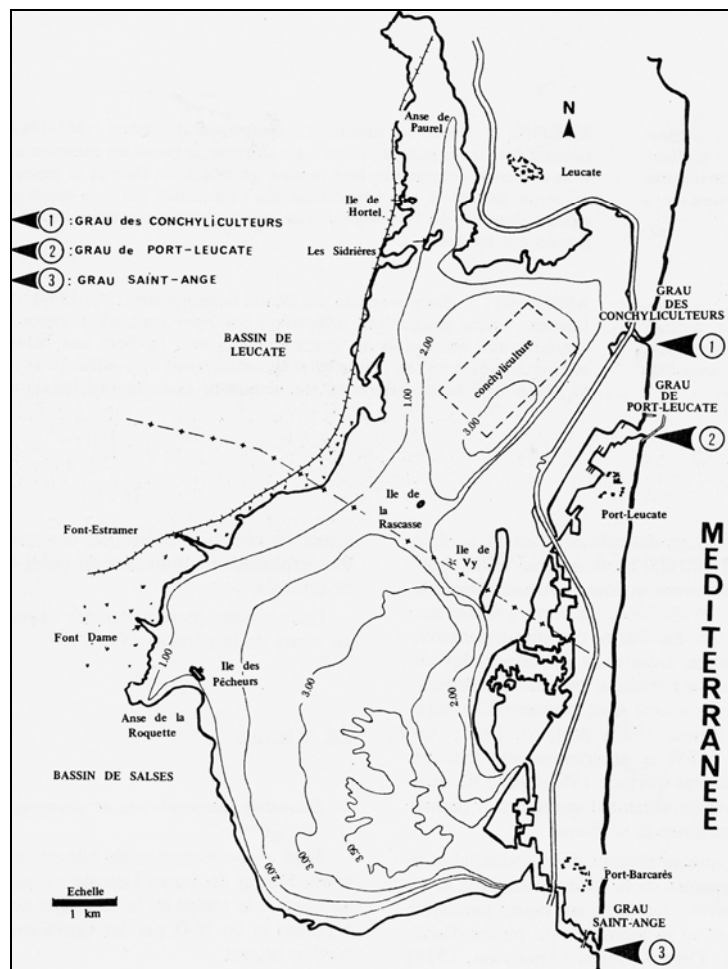 Anse de
Paurel
N
Leucate
Ile de
Hortel
① : GRAU des CONCHYLICULTEURS
② : GRAU de PORT-LEUCATE
③ : GRAU SAINT-ANGE
Les Sidrières
GRAU
DES
CONCHYLICULTEURS
1
BASSIN DE
LEUCATE
2.00
conchyliculture
1.00
3.00
GRAU
DE
PORT-LEUCATE
2
Ile de
la
Rascasse
Port-Leucate
Font-Estramer
Ile de
Vy
MEDITERRANEE
Font Dame
1.00
Ile des
Pêcheurs
3.00
2.00
Anse de la
Roquette
BASSIN DE SALSES
3.50
3.00
2.00
Echelle
1 km
Port-Barcarés
GRAU
SAINT-ANGE
3